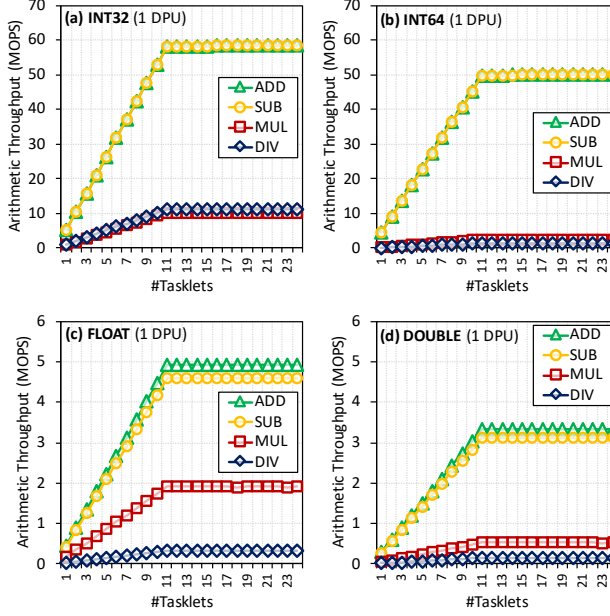 (a) INT32 (1 DPU)
Arithmetic Throughput (MOPS)
70
60
50
40
30
20
10
0
ADD
SUB
MUL
DIV
1 3 5 7 9 11 13 15 17 19 21 23
#Tasklets
(b) INT64 (1 DPU)
Arithmetic Throughput (MOPS)
70
60
50
40
30
20
10
0
ADD
SUB
MUL
DIV
1 3 5 7 9 11 13 15 17 19 21 23
#Tasklets
(c) FLOAT (1 DPU)
Arithmetic Throughput (MOPS)
6
5
4
3
2
1
0
ADD
SUB
MUL
DIV
1 3 5 7 9 11 13 15 17 19 21 23
#Tasklets
(d) DOUBLE (1 DPU)
Arithmetic Throughput (MOPS)
6
5
4
3
2
1
0
ADD
SUB
MUL
DIV
1 3 5 7 9 11 13 15 17 19 21 23
#Tasklets